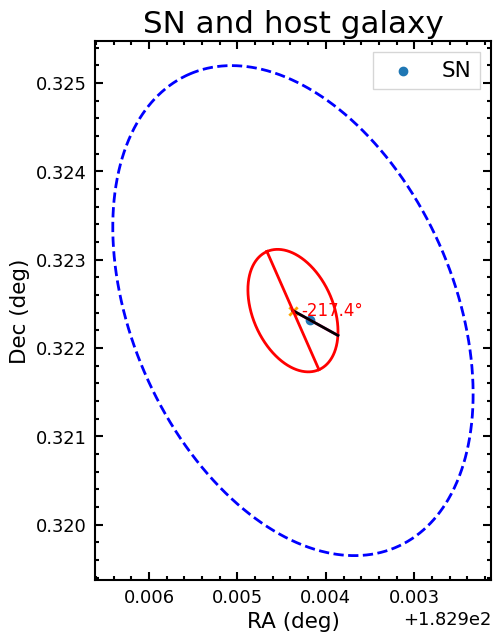 SN and host galaxy
SN
0.325
0.324
0.323
-217.4°
0.322
0.321
0.320
Dec (deg)
0.006 0.005 0.004 0.003
RA (deg)
+1.829e2